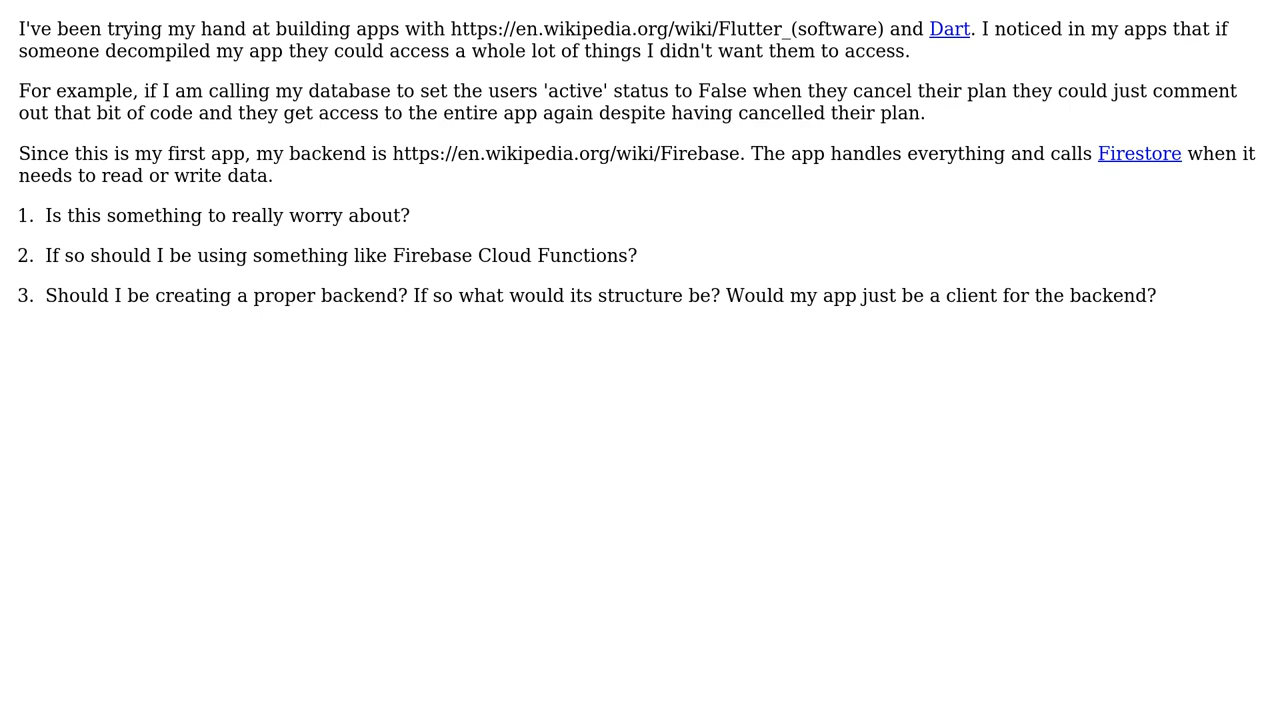 I've been trying my hand at building apps with https://en.wikipedia.org/wiki/Flutter_(software) and Dart. I noticed in my apps that if
someone decompiled my app they could access a whole lot of things I didn't want them to access.
For example, if I am calling my database to set the users 'active' status to False when they cancel their plan they could just comment
out that bit of code and they get access to the entire app again despite having cancelled their plan.
Since this is my first app, my backend is https://en.wikipedia.org/wiki/Firebase. The app handles everything and calls Firestore when it
needs to read or write data.
1. Is this something to really worry about?
2. If so should I be using something like Firebase Cloud Functions?
3. Should I be creating a proper backend? If so what would its structure be? Would my app just be a client for the backend?